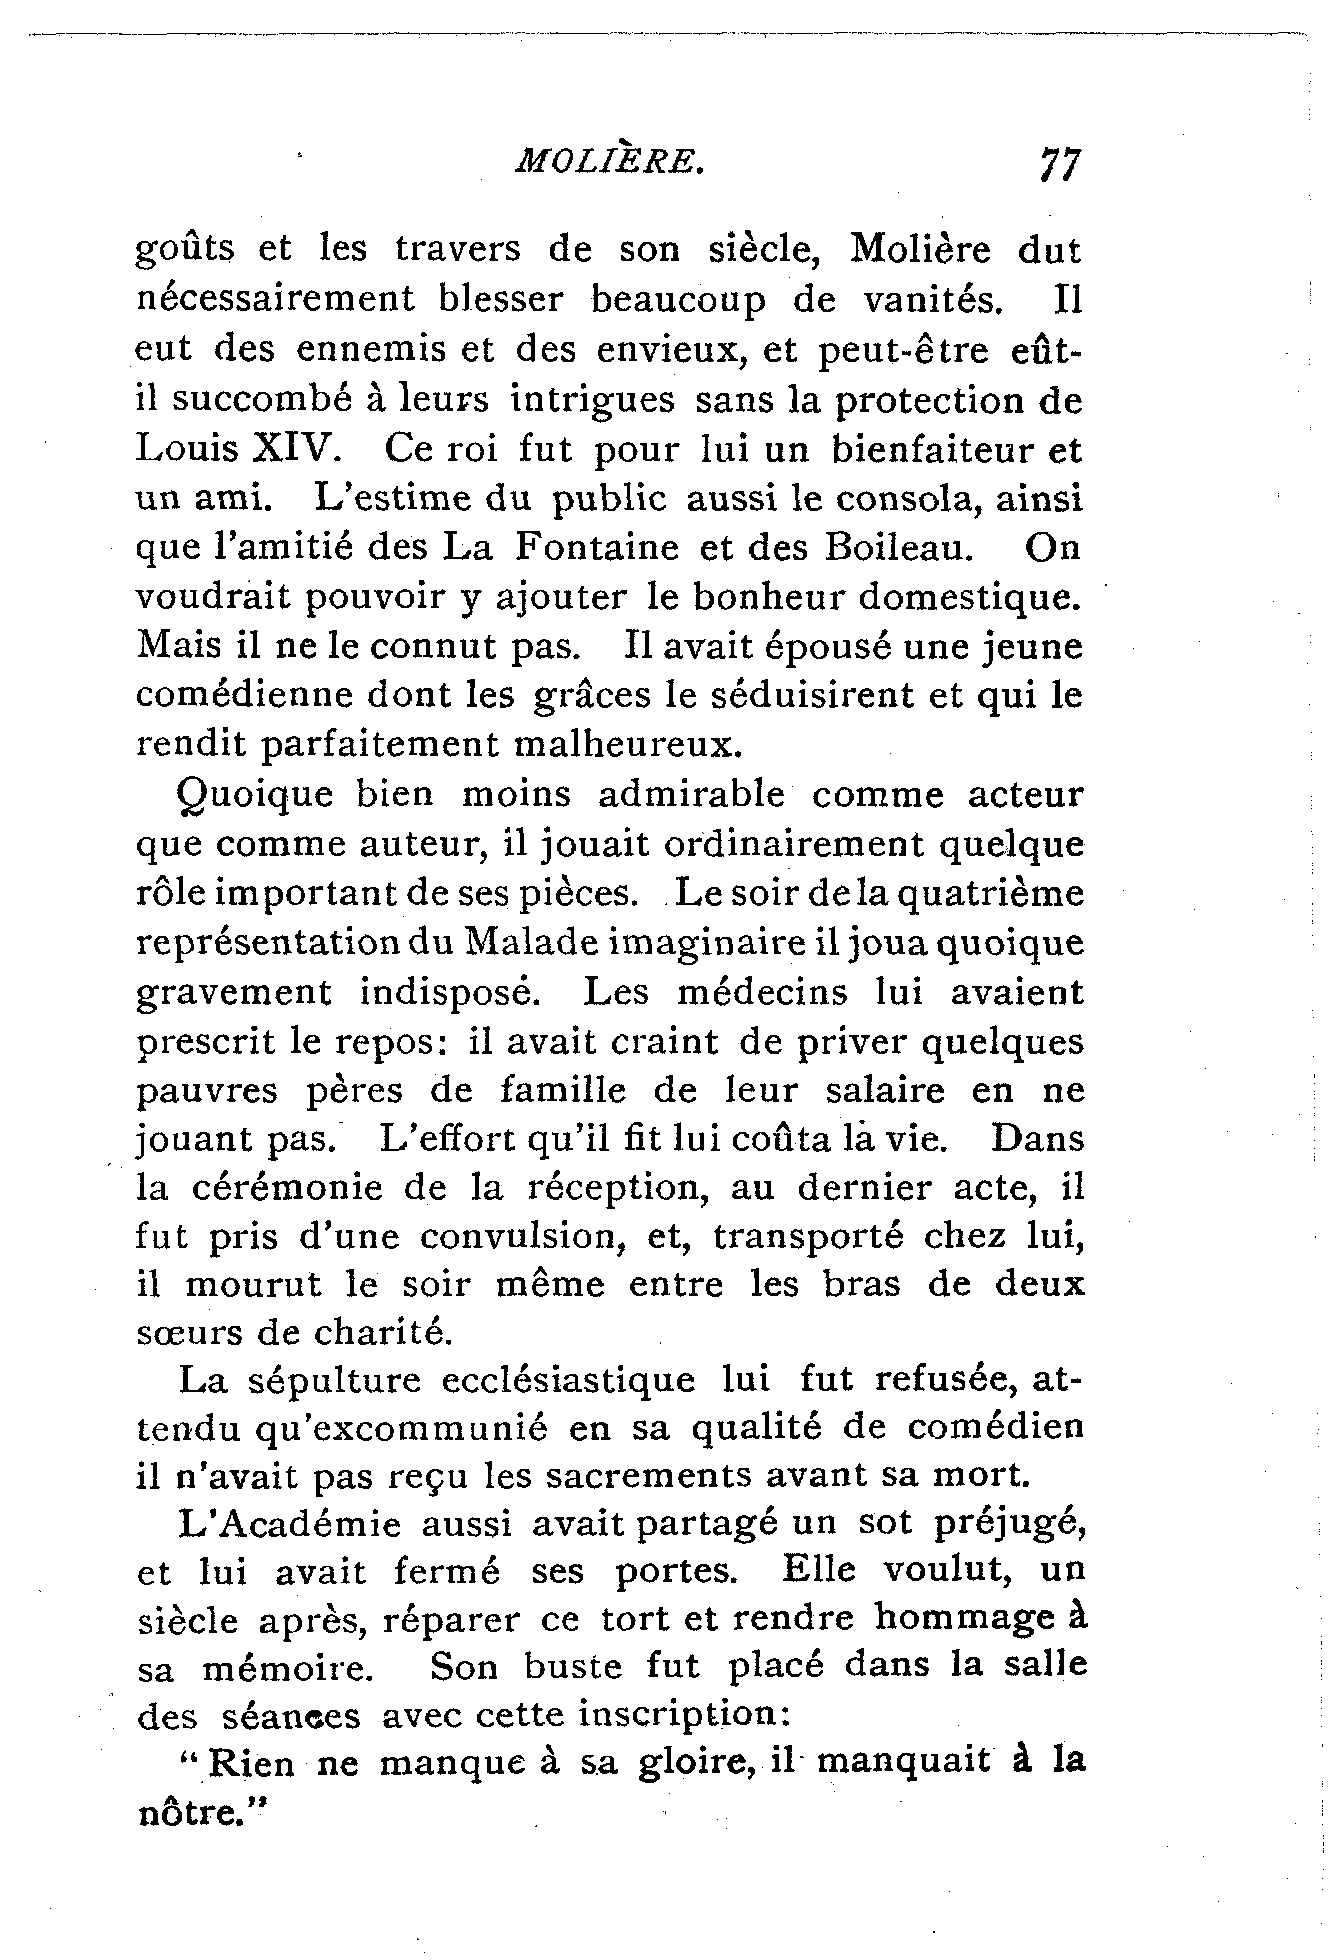 MOLIÈRE. 77
goûts et les travers de son siècle, Molière dut
nécessairement blesser beaucoup de vanités. Il
eut des ennemis et des envieux, et peut-être eût-
il succombé à leurs intrigues sans la protection de
Louis XIV. Ce roi fut pour lui un bienfaiteur et
un ami. L'estime du public aussi le consola, ainsi
que l'amitié des La Fontaine et des Boileau. On
voudrait pouvoir y ajouter le bonheur domestique.
Mais il ne le connut pas. Il avait épousé une jeune
comédienne dont les grâces le séduisirent et qui le
rendit parfaitement malheureux.
Quoique bien moins admirable comme acteur
que comme auteur, il jouait ordinairement quelque
rôle important de ses pièces. Le soir de la quatrième
représentation du Malade imaginaire il joua quoique
gravement indisposé. Les médecins lui avaient
prescrit le repos: il avait craint de priver quelques
pauvres pères de famille de leur salaire en ne
jouant pas. L'effort qu'il fit lui coûta la vie. Dans
la cérémonie de la réception, au dernier acte, il
fut pris d'une convulsion, et, transporté chez lui,
il mourut le soir même entre les bras de deux
sœurs de charité.
La sépulture ecclésiastique lui fut refusée, at-
tendu qu'excommunié en sa qualité de comédien
il n'avait pas reçu les sacrements avant sa mort.
L'Académie aussi avait partagé un sot préjugé,
et lui avait fermé ses portes. Elle voulut, un
siècle après, réparer ce tort et rendre hommage à
sa mémoire. Son buste fut placé dans la salle
des séances avec cette inscription:
"Rien ne manque à sa gloire, il manquait à la
nôtre."